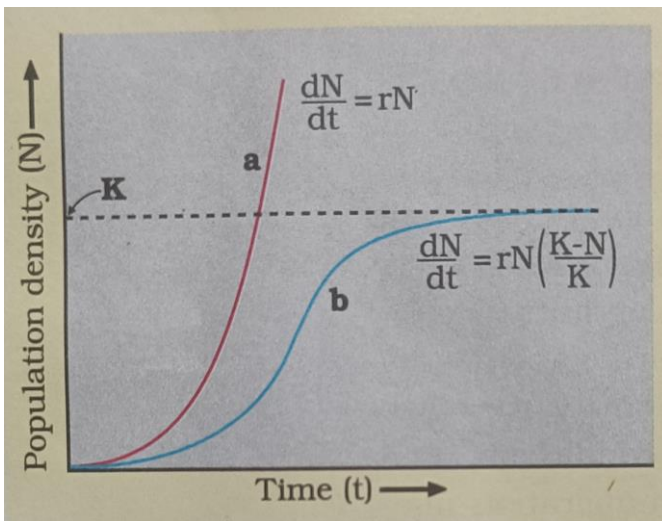 dN/dt = rN
a
K
dN/dt = rN(K-N/K)
b
Population density (N)
Time (t)